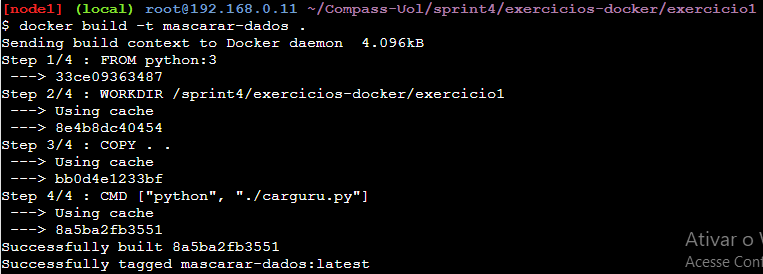 [node1] (local) root@192.168.0.11 ~/Compass-Uol/sprint4/exercicios-docker/exercicio1
$ docker build -t mascarar-dados .
Sending build context to Docker daemon  4.096kB
Step 1/4 : FROM python:3
 ---> 33ce09363487
Step 2/4 : WORKDIR /sprint4/exercicios-docker/exercicio1
 ---> Using cache
 ---> 8e4b8dc40454
Step 3/4 : COPY . .
 ---> Using cache
 ---> bb0d4e1233bf
Step 4/4 : CMD ["python", "./carguru.py"]
 ---> Using cache
 ---> 8a5ba2fb3551
Successfully built 8a5ba2fb3551
Successfully tagged mascarar-dados:latest
Ativar o
Acesse